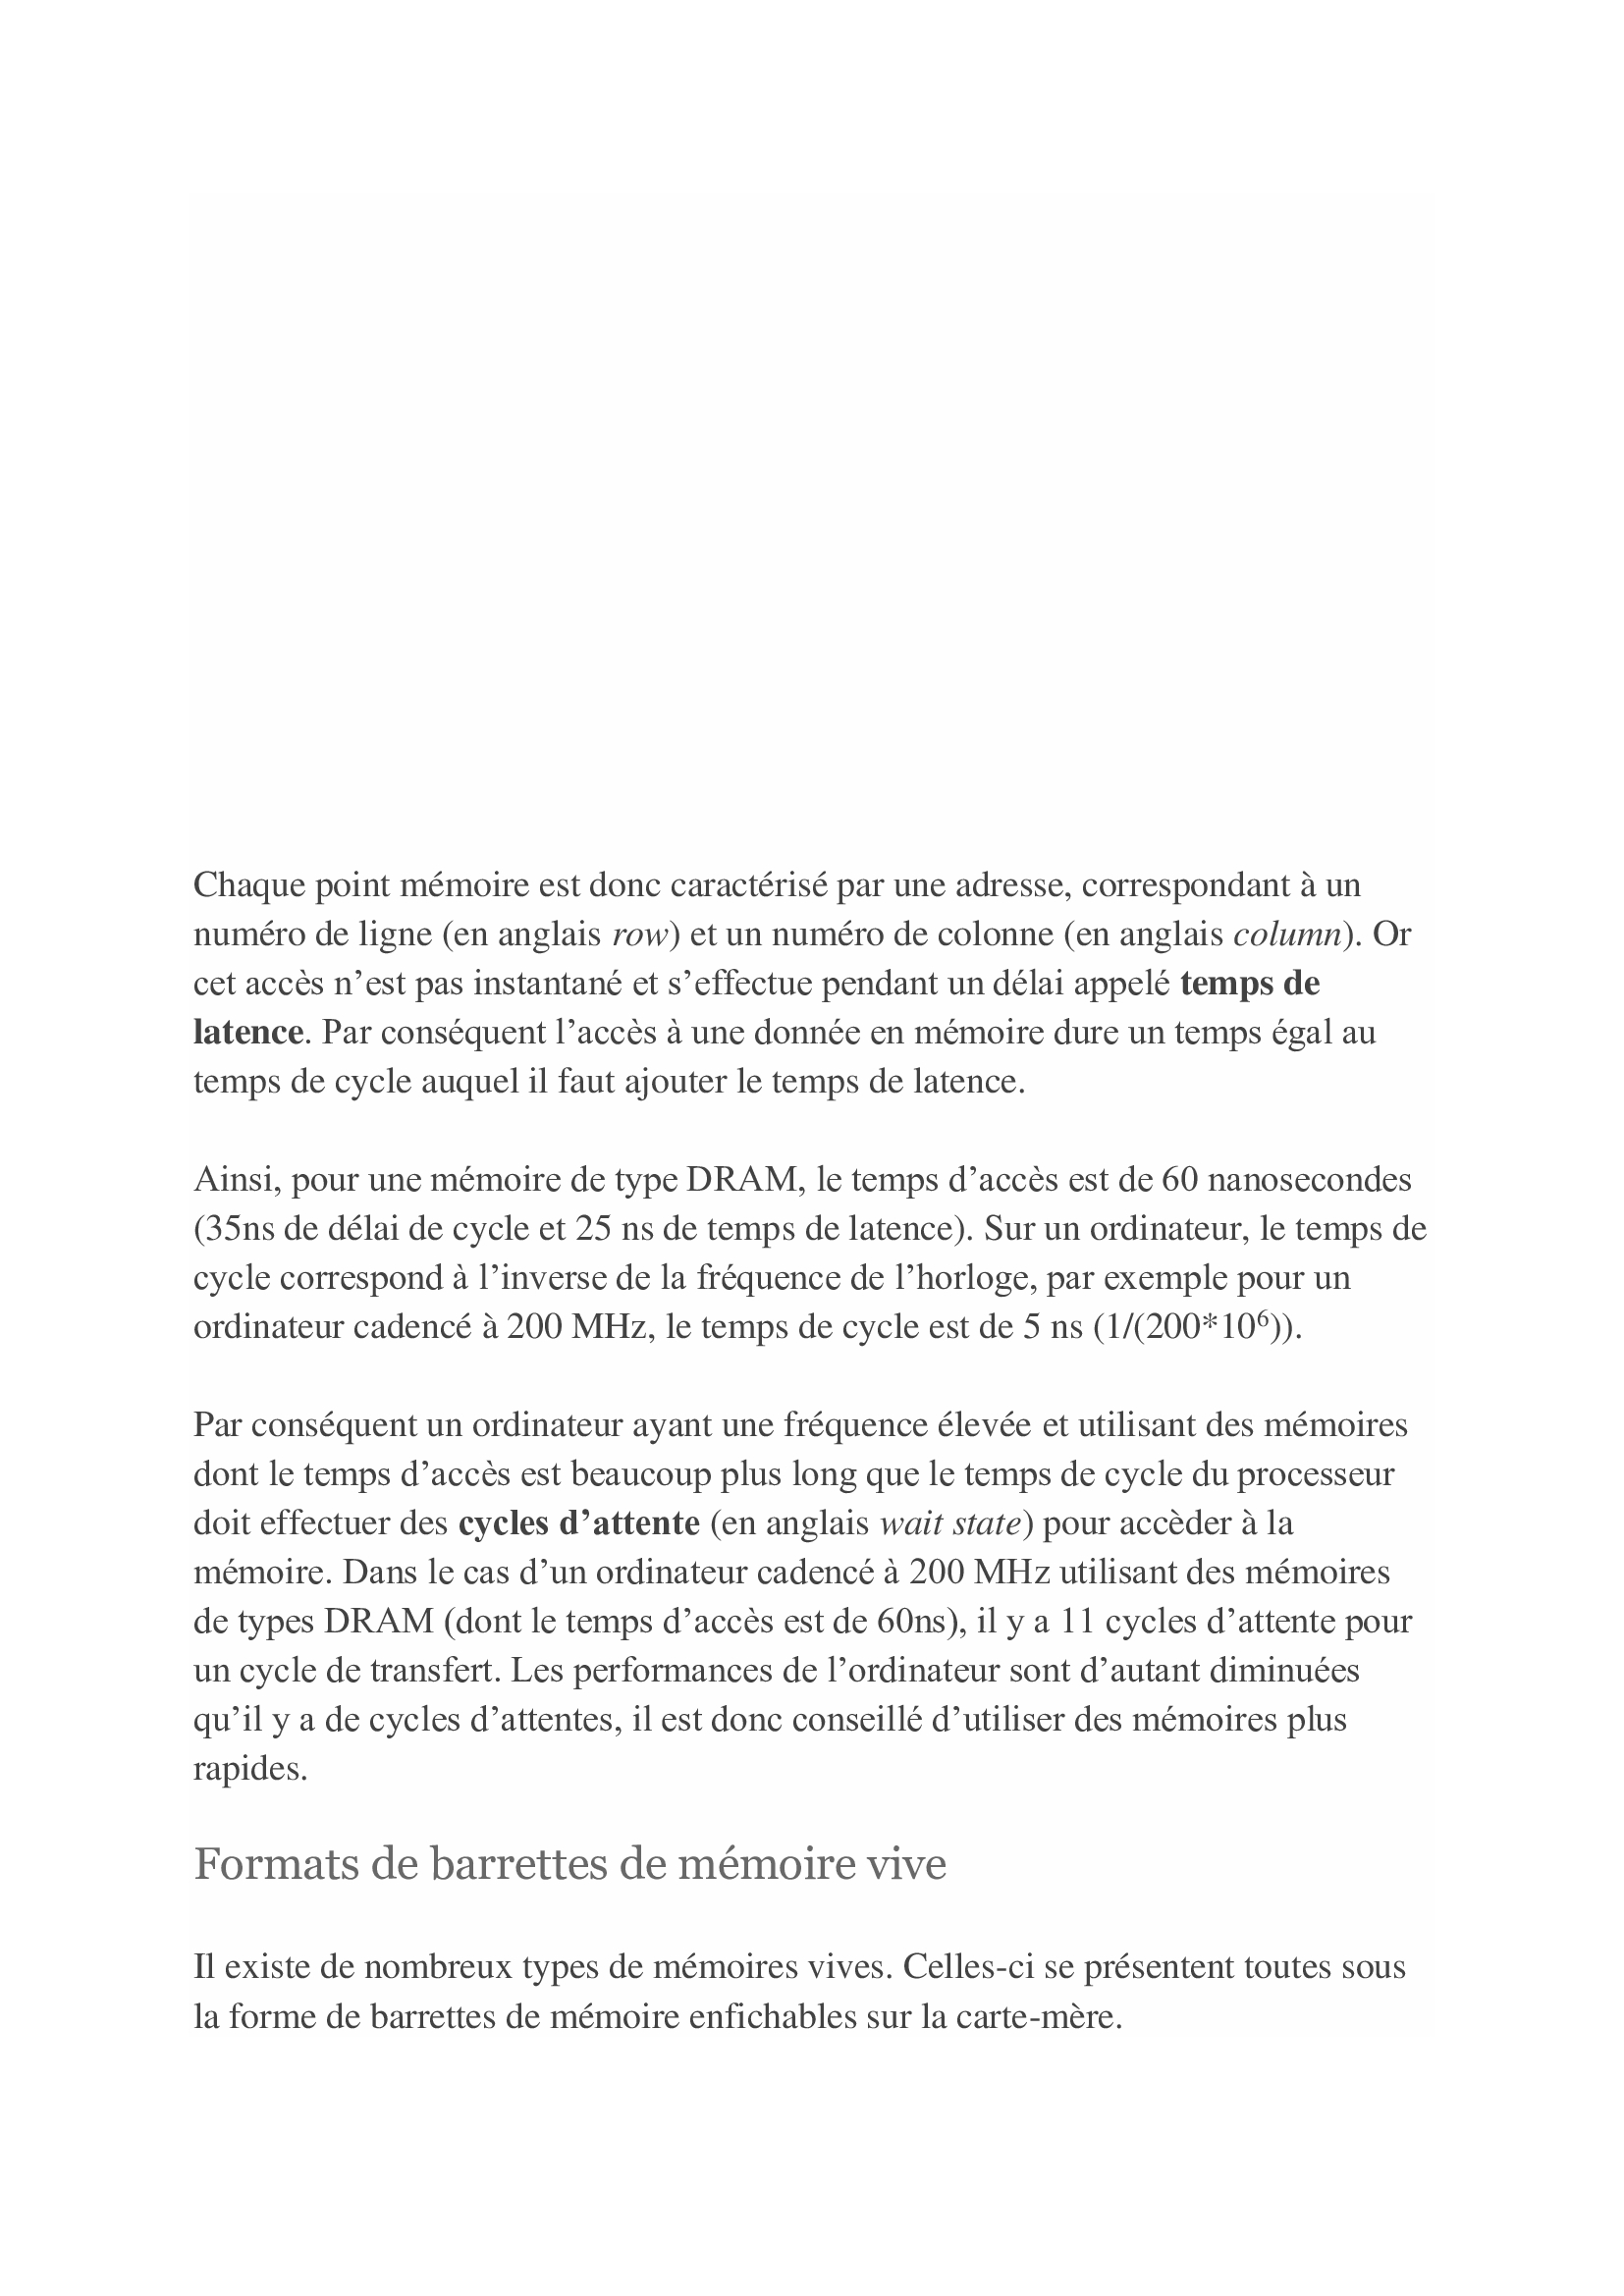 Chaque point mémoire est donc caractérisé par une adresse, correspondant à un
numéro de ligne (en anglais row) et un numéro de colonne (en anglais column). Or
cet accès n’est pas instantané et s’effectue pendant un délai appelé temps de
latence. Par conséquent l’accès à une donnée en mémoire dure un temps égal au
temps de cycle auquel il faut ajouter le temps de latence.
Ainsi, pour une mémoire de type DRAM, le temps d’accès est de 60 nanosecondes
(35ns de délai de cycle et 25 ns de temps de latence). Sur un ordinateur, le temps de
cycle correspond à l’inverse de la fréquence de l’horloge, par exemple pour un
ordinateur cadencé à 200 MHz, le temps de cycle est de 5 ns (1/(200*10⁶)).
Par conséquent un ordinateur ayant une fréquence élevée et utilisant des mémoires
dont le temps d’accès est beaucoup plus long que le temps de cycle du processeur
doit effectuer des cycles d’attente (en anglais wait state) pour accèder à la
mémoire. Dans le cas d’un ordinateur cadencé à 200 MHz utilisant des mémoires
de types DRAM (dont le temps d’accès est de 60ns), il y a 11 cycles d’attente pour
un cycle de transfert. Les performances de l’ordinateur sont d’autant diminuées
qu’il y a de cycles d’attentes, il est donc conseillé d’utiliser des mémoires plus
rapides.
Formats de barrettes de mémoire vive
Il existe de nombreux types de mémoires vives. Celles-ci se présentent toutes sous
la forme de barrettes de mémoire enfichables sur la carte-mère.